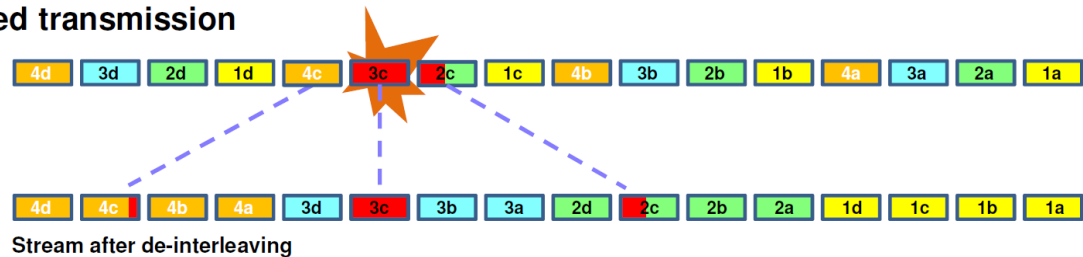 ed transmission
4d 3d 2d 1d 4c 3c 2c 1c 4b 3b 2b 1b 4a 3a 2a 1a
4d 4c 4b 4a 3d 3c 3b 3a 2d 2c 2b 2a 1d 1c 1b 1a
Stream after de-interleaving